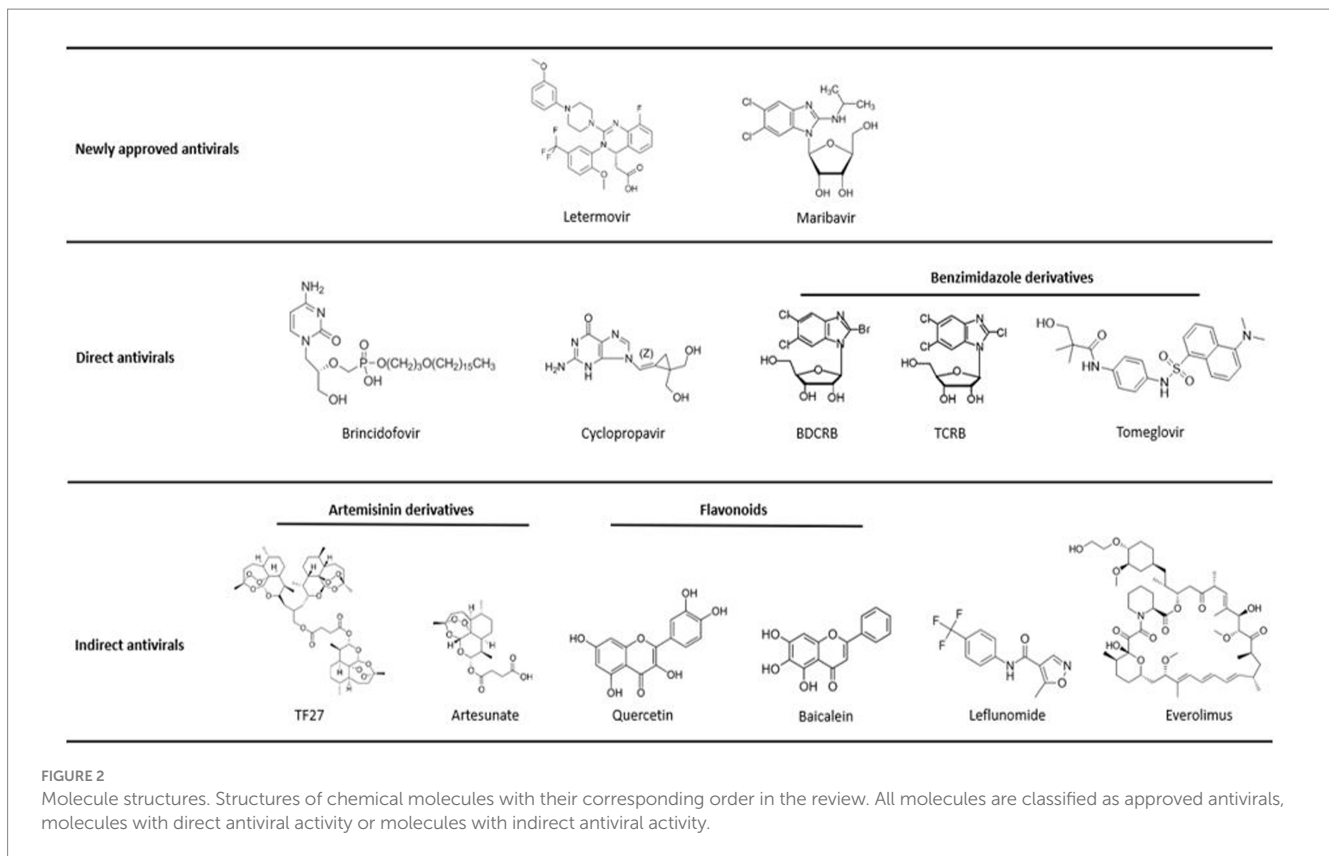 Newly approved antivirals
Letermovir
Maribavir
Direct antivirals
Benzimidazole derivatives
Brincidofovir
Cyclopropavir
BDCRB
TCRB
Tomeglovir
Indirect antivirals
Artemisinin derivatives
Flavonoids
TF27
Artesunate
Quercetin
Baicalein
Leflunomide
Everolimus
FIGURE 2
Molecule structures. Structures of chemical molecules with their corresponding order in the review. All molecules are classified as approved antivirals,
molecules with direct antiviral activity or molecules with indirect antiviral activity.